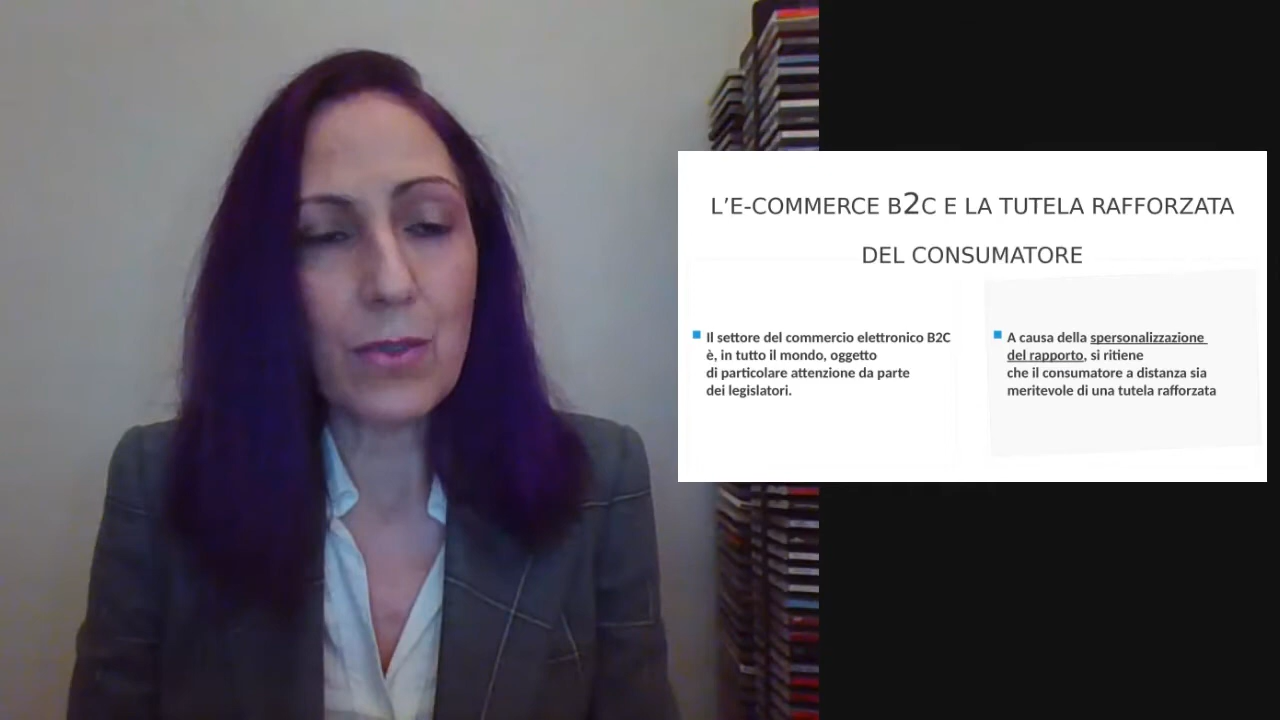 L’E-COMMERCE B2C E LA TUTELA RAFFORZATA
DEL CONSUMATORE
Il settore del commercio elettronico B2C
è, in tutto il mondo, oggetto
di particolare attenzione da parte
dei legislatori.
A causa della spersonalizzazione
del rapporto, si ritiene
che il consumatore a distanza sia
meritevole di una tutela rafforzata